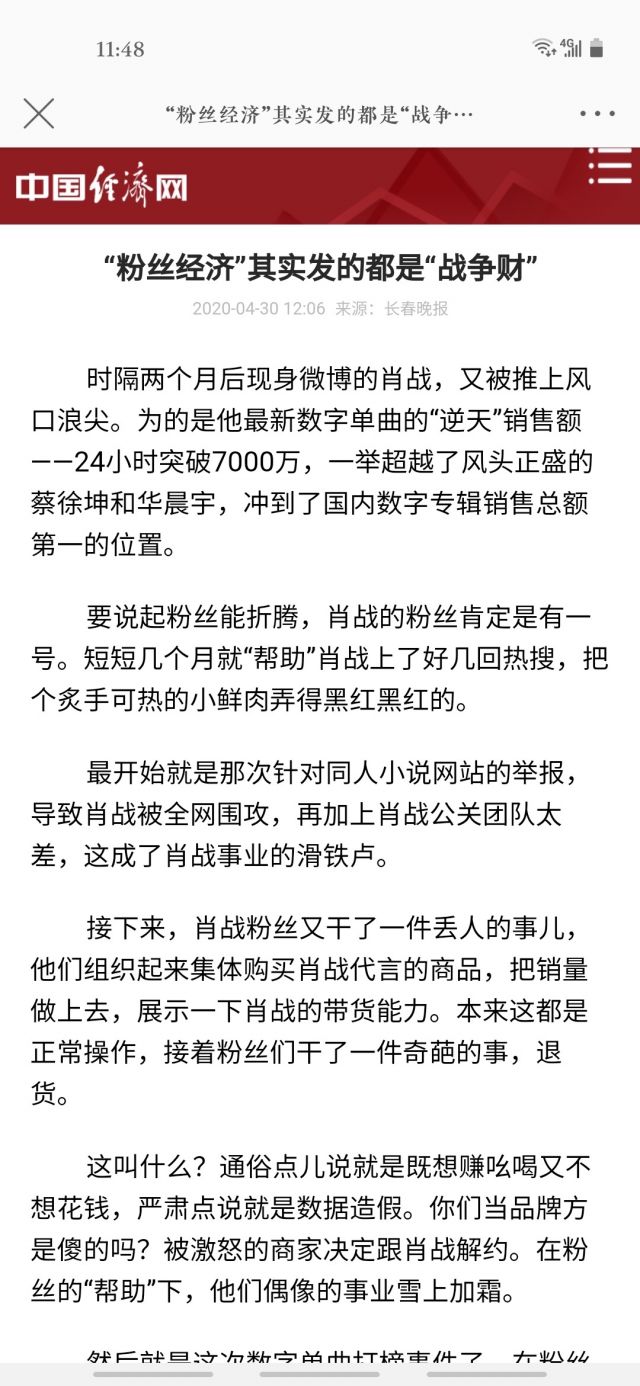 11:48
4G
“粉丝经济”其实发的都是“战争…
中国经济网
“粉丝经济”其实发的都是“战争财”
2020-04-30 12:06 来源：长春晚报
时隔两个月后现身微博的肖战，又被推上风
口浪尖。为的是他最新数字单曲的“逆天”销售额
——24小时突破7000万，一举超越了风头正盛的
蔡徐坤和华晨宇，冲到了国内数字专辑销售总额
第一的位置。
要说起粉丝能折腾，肖战的粉丝肯定是有一
号。短短几个月就“帮助”肖战上了好几回热搜，把
个炙手可热的小鲜肉弄得黑红黑红的。
最开始就是那次针对同人小说网站的举报，
导致肖战被全网围攻，再加上肖战公关团队太
差，这成了肖战事业的滑铁卢。
接下来，肖战粉丝又干了一件丢人的事儿，
他们组织起来集体购买肖战代言的商品，把销量
做上去，展示一下肖战的带货能力。本来这都是
正常操作，接着粉丝们干了一件奇葩的事，退
货。
这叫什么？通俗点儿说就是既想赚吆喝又不
想花钱，严肃点说就是数据造假。你们当品牌方
是傻的吗？被激怒的商家决定跟肖战解约。在粉
丝的“帮助”下，他们偶像的事业雪上加霜。
然后就是这次数字单曲打榜事件了。在粉丝